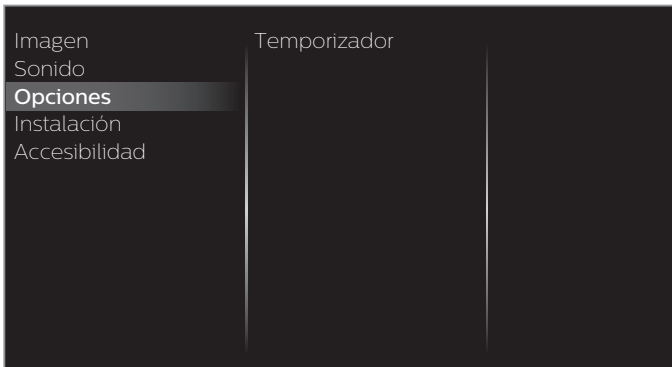 Imagen
Sonido
Opciones
Instalación
Accesibilidad
Temporizador